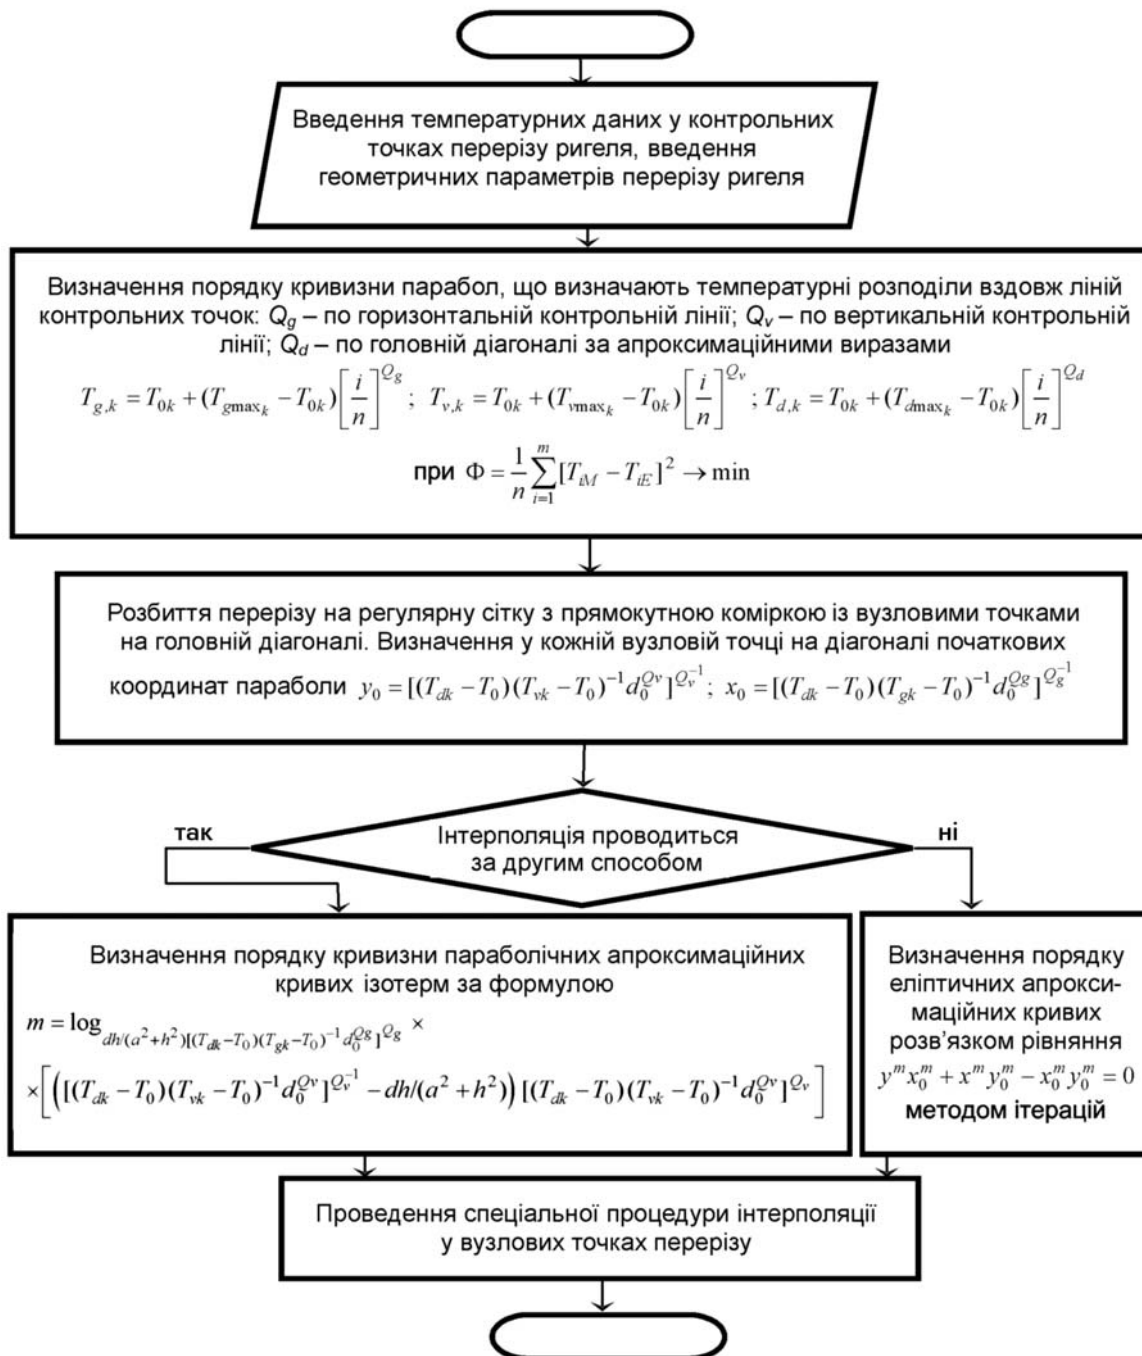 Введення температурних даних у контрольних
точках перерізу ригеля, введення
геометричних параметрів перерізу ригеля
Визначення порядку кривизни парабол, що визначають температурні розподіли вздовж ліній
контрольних точок: Q_g – по горизонтальній контрольній лінії; Q_v – по вертикальній контрольній
лінії; Q_d – по головній діагоналі за апроксимаційними виразами
T_{g,k} = T_{0k} + (T_{gmax_k} − T_{0k}) [i/n]^{Q_g} ; T_{v,k} = T_{0k} + (T_{vmax_k} − T_{0k}) [i/n]^{Q_v} ; T_{d,k} = T_{0k} + (T_{dmax_k} − T_{0k}) [i/n]^{Q_d}
при Φ = 1/n ∑_{i=1}^{m} [T_{iM} − T_{iE}]^2 → min
Розбиття перерізу на регулярну сітку з прямокутною коміркою із вузловими точками
на головній діагоналі. Визначення у кожній вузловій точці на діагоналі початкових
координат параболи y_0 = [(T_{dk} − T_0)(T_{vk} − T_0)^{−1} d_0^{Qv}]^{Q_v^{−1}} ; x_0 = [(T_{dk} − T_0)(T_{gk} − T_0)^{−1} d_0^{Qg}]^{Q_g^{−1}}
так
Інтерполяція проводиться
за другим способом
ні
Визначення порядку кривизни параболічних апроксимаційних
кривих ізотерм за формулою
m = log_{dh/(a^2+h^2)[(T_{dk}−T_0)(T_{gk}−T_0)^{−1} d_0^{Qg}]^{Q_g}} ×
×[([(T_{dk} − T_0)(T_{vk} − T_0)^{−1} d_0^{Qv}]^{Q_v^{−1}} − dh/(a^2 + h^2)) [(T_{dk} − T_0)(T_{vk} − T_0)^{−1} d_0^{Qv}]^{Q_v}]
Визначення порядку
еліптичних апрокси-
маційних кривих
розв'язком рівняння
y^m x_0^m + x^m y_0^m − x_0^m y_0^m = 0
методом ітерацій
Проведення спеціальної процедури інтерполяції
у вузлових точках перерізу